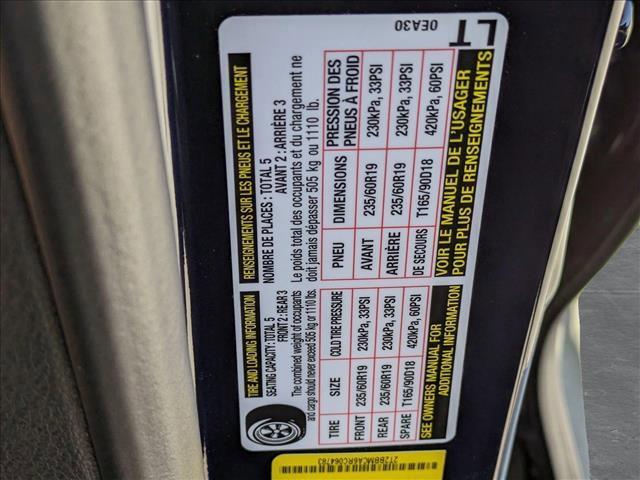 TIRE AND LOADING INFORMATION
SEATING CAPACITY: TOTAL 5
FRONT 2 : REAR 3
The combined weight of occupants
and cargo should never exceed 505 kg or 1110 lbs.
TIRE SIZE COLD TIRE PRESSURE
FRONT 235/60R19 230kPa, 33PSI
REAR 235/60R19 230kPa, 33PSI
SPARE T165/90D18 420kPa, 60PSI
SEE OWNERS MANUAL FOR
ADDITIONAL INFORMATION
RENSEIGNEMENTS SUR LES PNEUS ET LE CHARGEMENT
NOMBRE DE PLACES : TOTAL 5
AVANT 2 : ARRIÈRE 3
Le poids total des occupants et du chargement ne
doit jamais dépasser 505 kg ou 1110 lb.
PNEU DIMENSIONS PRESSION DES
PNEUS À FROID
AVANT 235/60R19 230kPa, 33PSI
ARRIÈRE 235/60R19 230kPa, 33PSI
DE SECOURS T165/90D18 420kPa, 60PSI
VOIR LE MANUEL DE L'USAGER
POUR PLUS DE RENSEIGNEMENTS
0EA30
LT
2T2BBMCA6RC064783